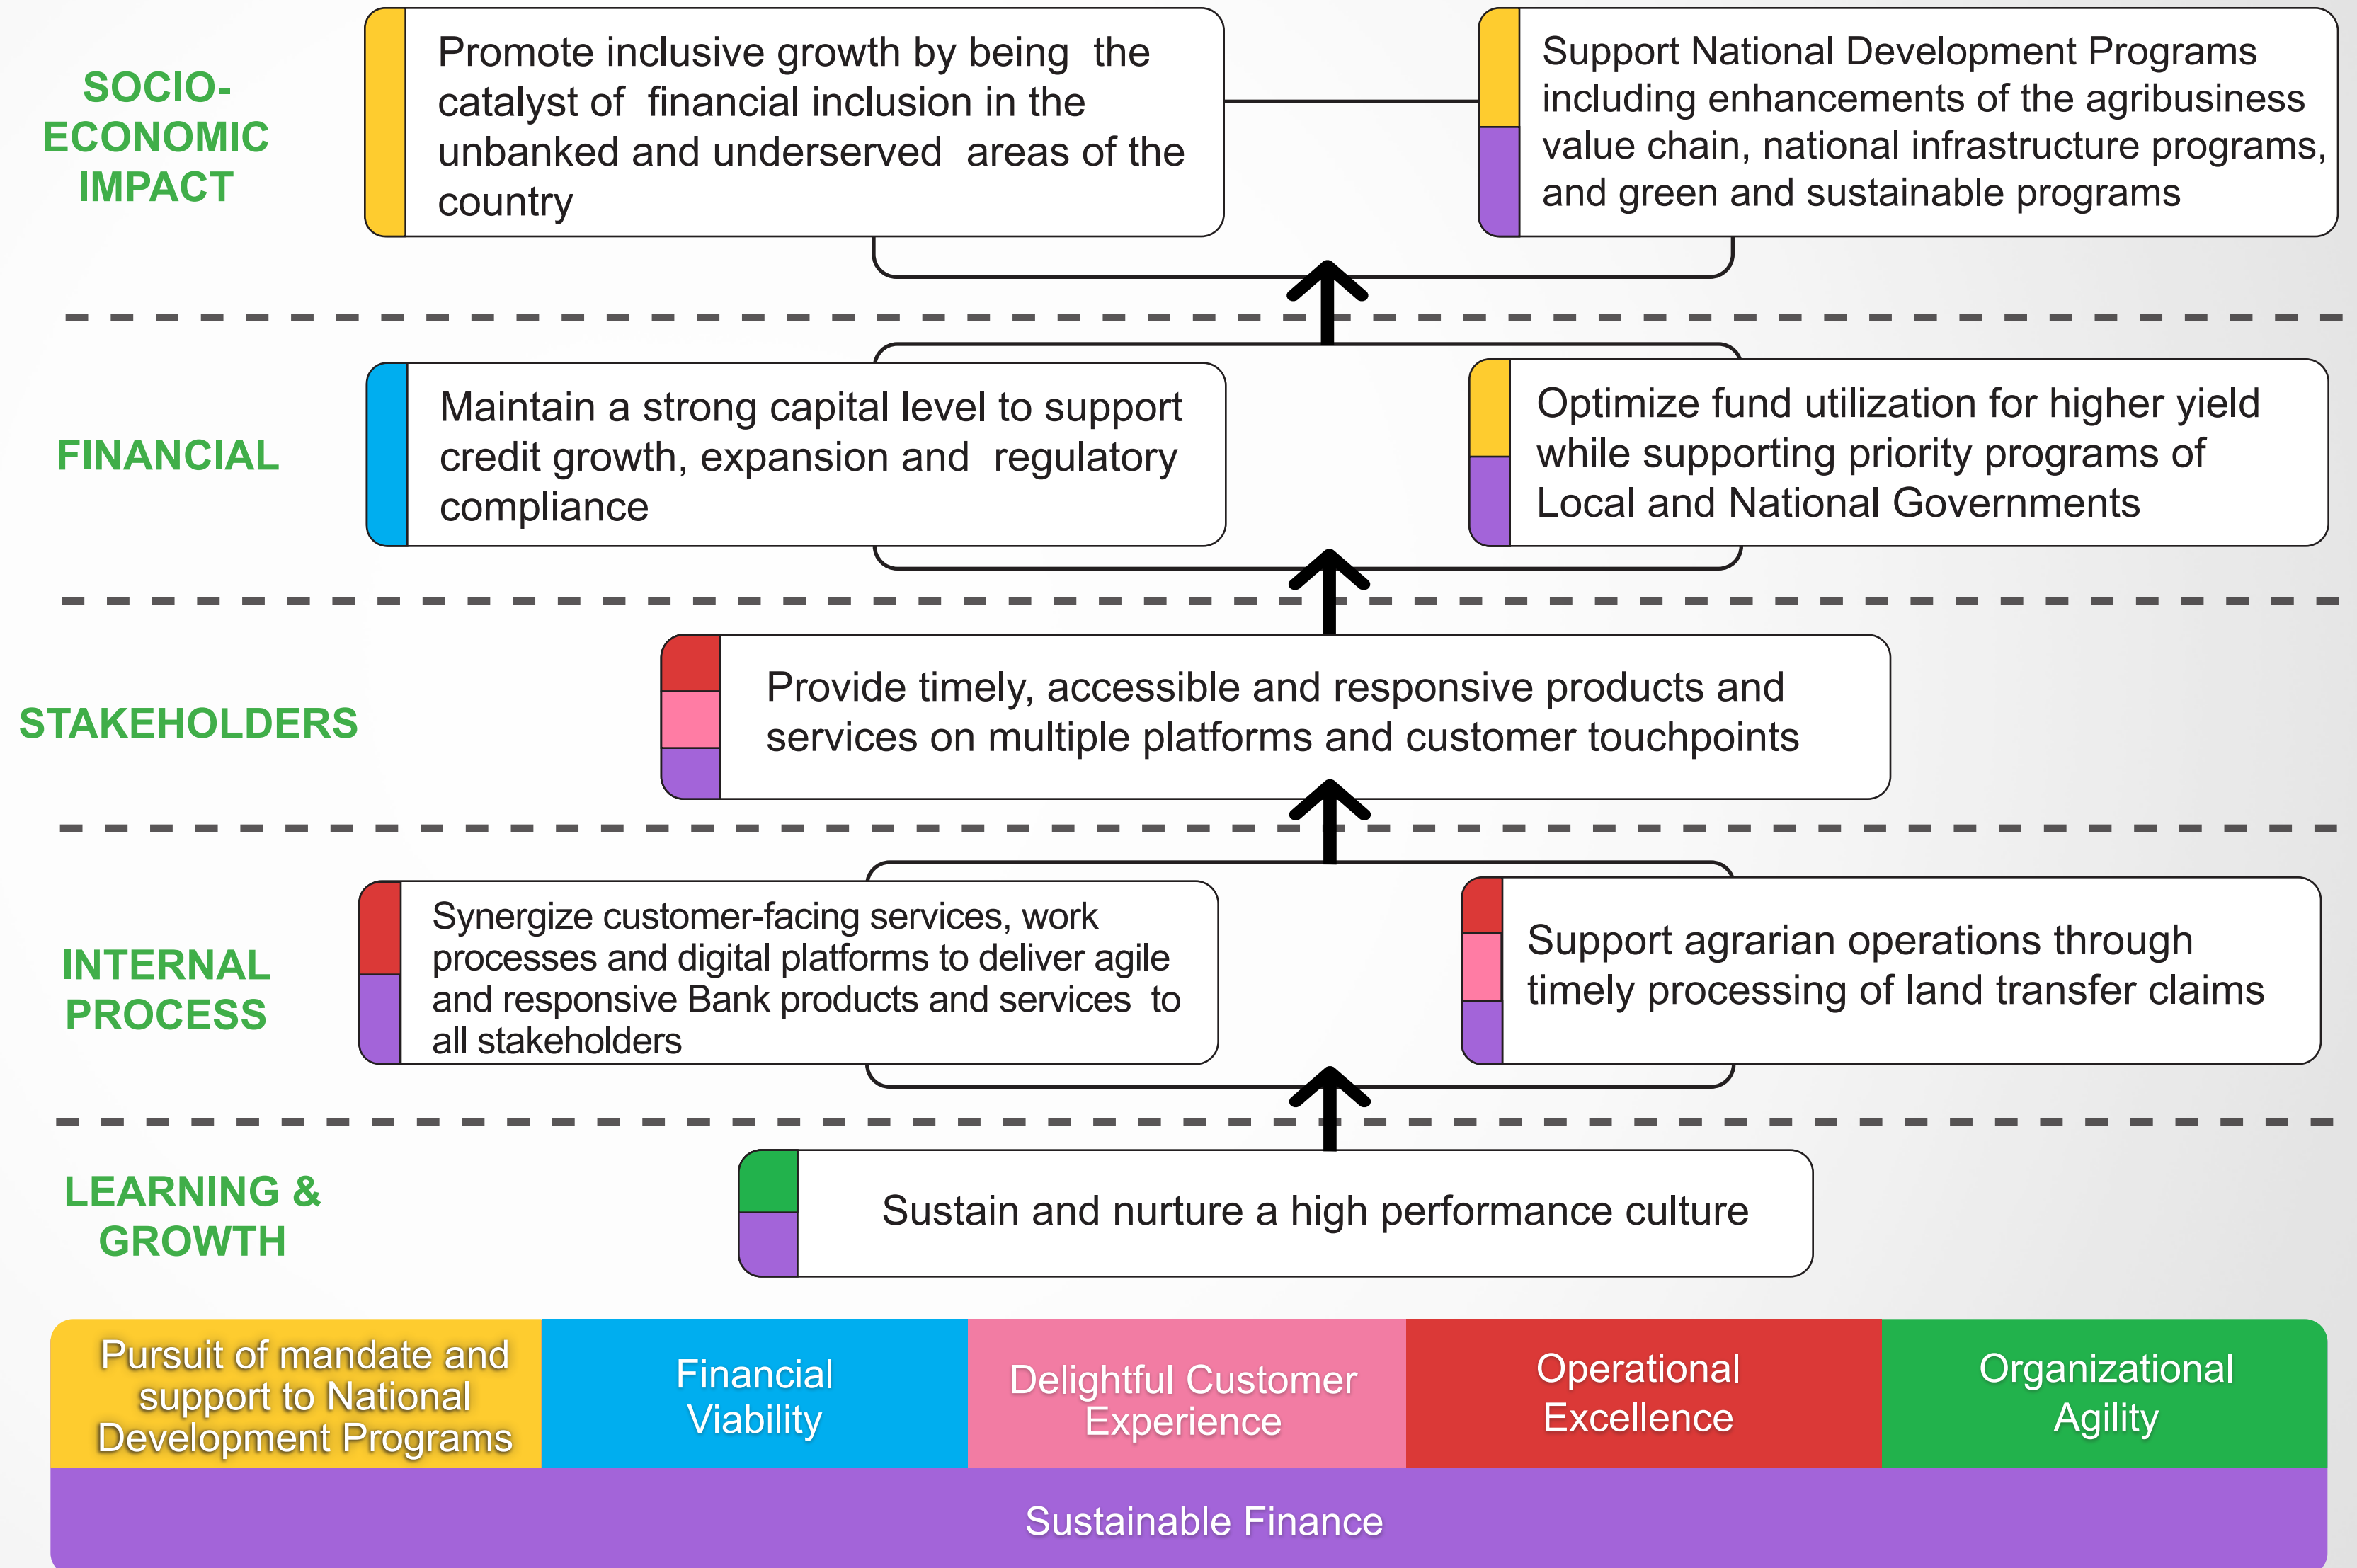 SOCIO-
ECONOMIC
IMPACT
Promote inclusive growth by being the
catalyst of financial inclusion in the
unbanked and underserved areas of the
country
Support National Development Programs
including enhancements of the agribusiness
value chain, national infrastructure programs,
and green and sustainable programs
FINANCIAL
Maintain a strong capital level to support
credit growth, expansion and regulatory
compliance
Optimize fund utilization for higher yield
while supporting priority programs of
Local and National Governments
STAKEHOLDERS
Provide timely, accessible and responsive products and
services on multiple platforms and customer touchpoints
INTERNAL
PROCESS
Synergize customer-facing services, work
processes and digital platforms to deliver agile
and responsive Bank products and services to
all stakeholders
Support agrarian operations through
timely processing of land transfer claims
LEARNING &
GROWTH
Sustain and nurture a high performance culture
Pursuit of mandate and
support to National
Development Programs
Financial
Viability
Delightful Customer
Experience
Operational
Excellence
Organizational
Agility
Sustainable Finance